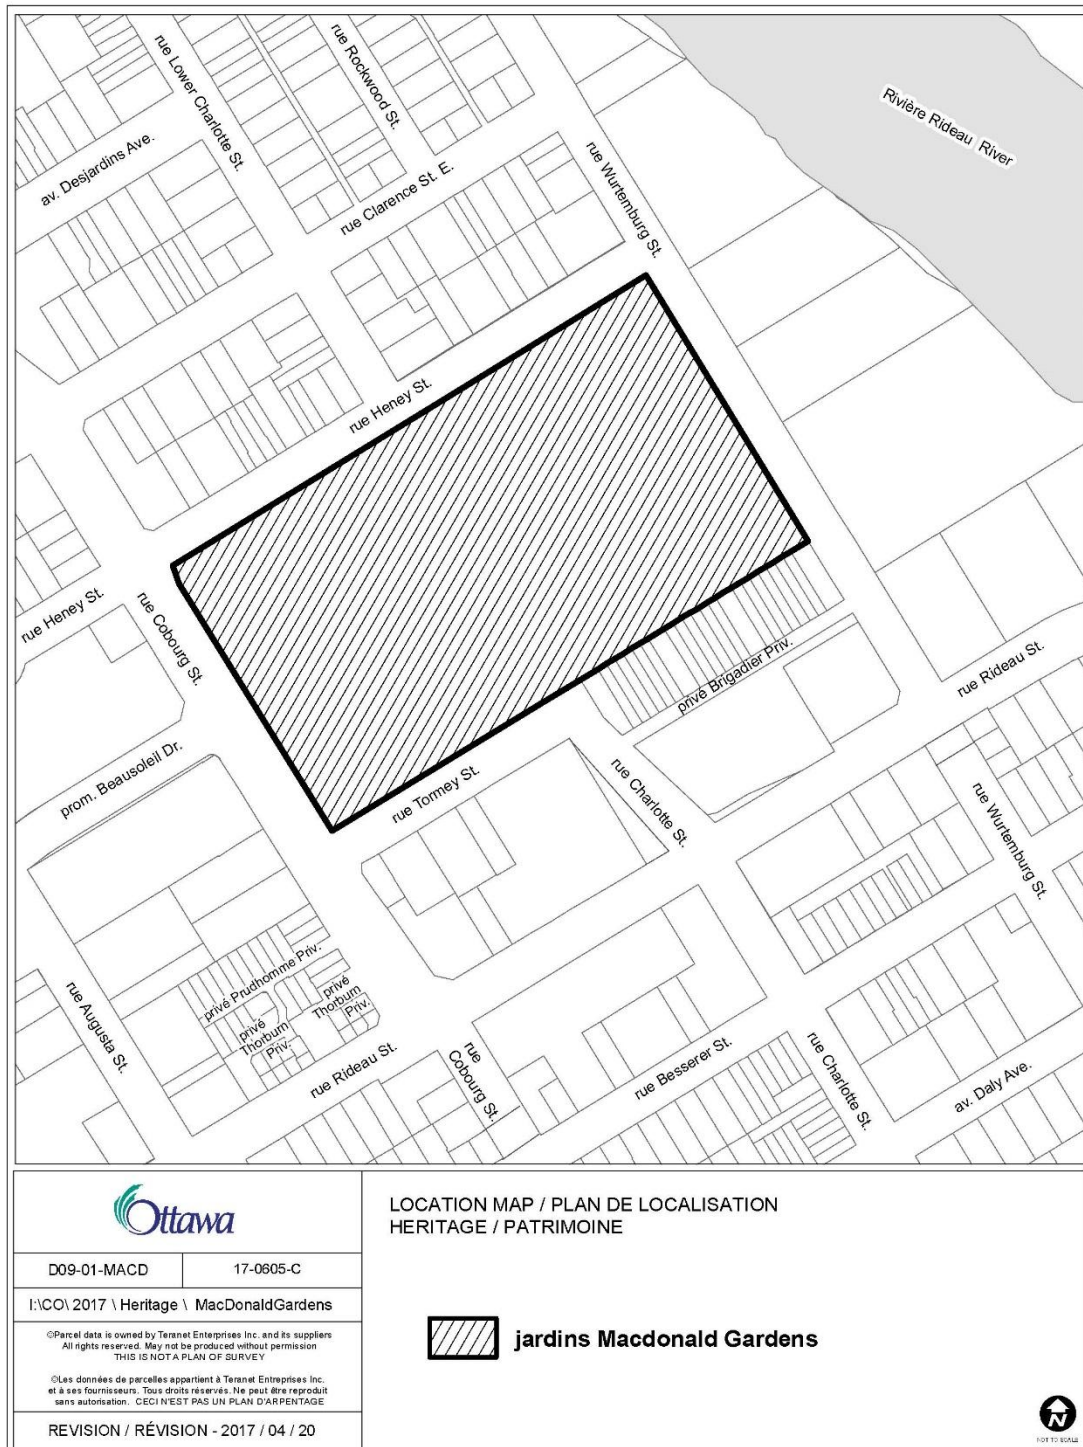 rue Lower Charlotte St.
rue Rockwood St.
Rivière Rideau River
av. Desjardins Ave.
rue Clarence St. E.
rue Wurtemburg St.
rue Heney St.
rue Heney St.
rue Cobourg St.
privé Brigadier Priv.
rue Rideau St.
prom. Beausoleil Dr.
rue Tormey St.
rue Charlotte St.
rue Wurtemburg St.
privé Prudhomme Priv.
privé
Thorburn
Priv.
privé
Thorburn
Priv.
rue Augusta St.
rue Rideau St.
rue
Cobourg St.
rue Besserer St.
rue Charlotte St.
av. Daly Ave.
Ottawa
D09-01-MACD
17-0605-C
I:\CO\ 2017 \ Heritage \ MacDonaldGardens
©Parcel data is owned by Teranet Enterprises Inc. and its suppliers
All rights reserved. May not be produced without permission
THIS IS NOT A PLAN OF SURVEY
©Les données de parcelles appartient à Teranet Entreprises Inc.
et à ses fournisseurs. Tous droits réservés. Ne peut être reproduit
sans autorisation. CECI N'EST PAS UN PLAN D'ARPENTAGE
REVISION / RÉVISION - 2017 / 04 / 20
LOCATION MAP / PLAN DE LOCALISATION
HERITAGE / PATRIMOINE
jardins Macdonald Gardens
N
NOT TO SCALE